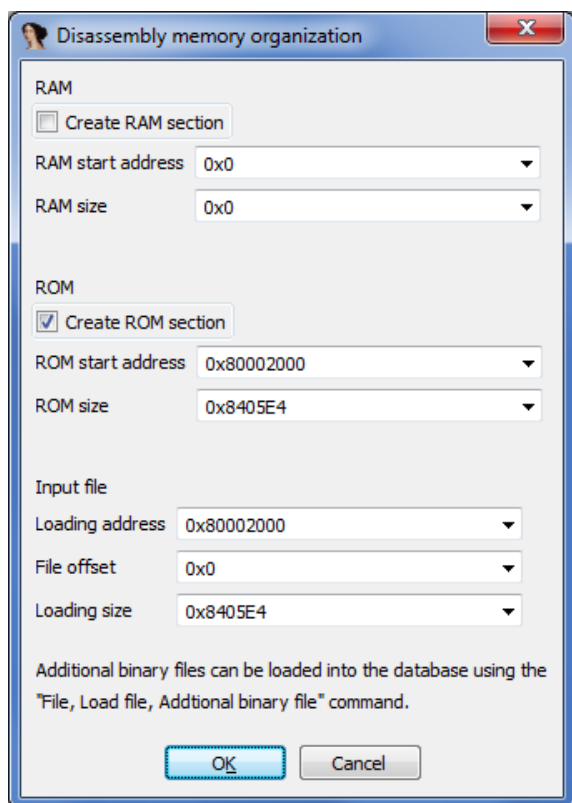 Disassembly memory organization
RAM
Create RAM section
RAM start address 0x0
RAM size 0x0
ROM
Create ROM section
ROM start address 0x80002000
ROM size 0x8405E4
Input file
Loading address 0x80002000
File offset 0x0
Loading size 0x8405E4
Additional binary files can be loaded into the database using the
"File, Load file, Addtional binary file" command.
OK Cancel